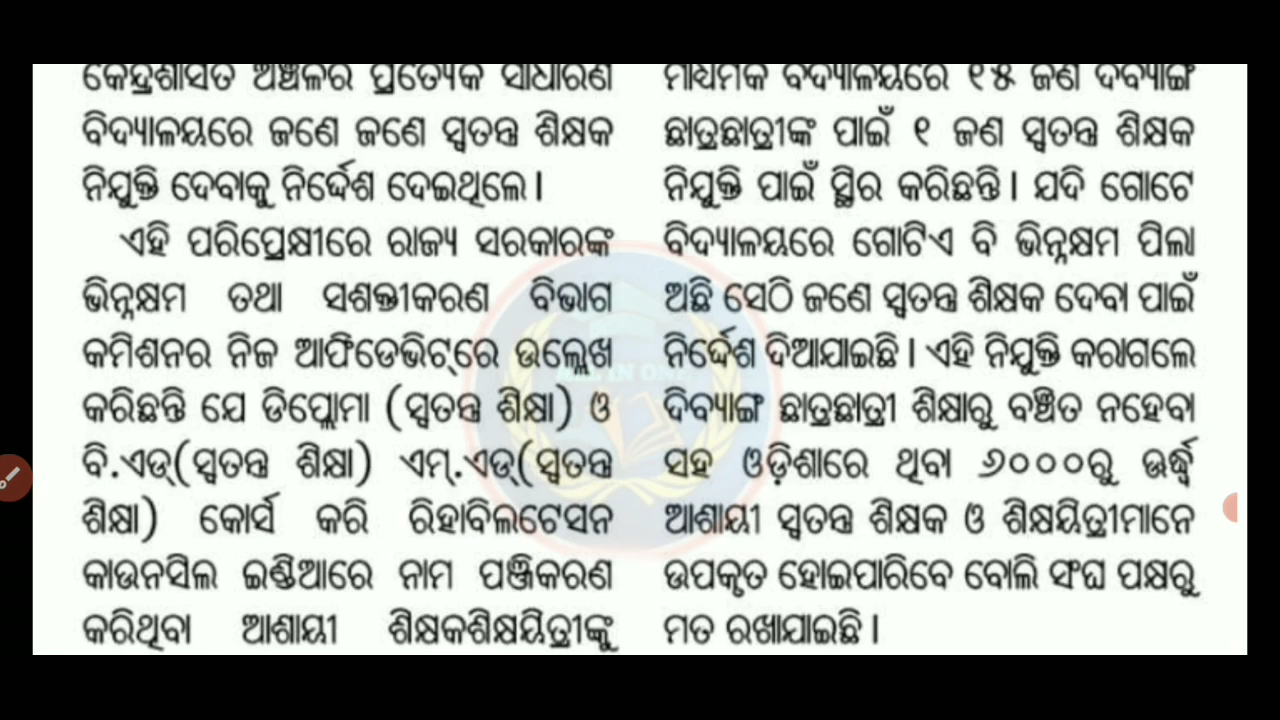 କେନ୍ଦ୍ରଶାସିତ ଅଞ୍ଚଳର ପ୍ରତ୍ୟେକ ସାଧାରଣ
ବିଦ୍ୟାଳୟରେ ଜଣେ ଜଣେ ସ୍ୱତନ୍ତ୍ର ଶିକ୍ଷକ
ନିଯୁକ୍ତି ଦେବାକୁ ନିର୍ଦ୍ଦେଶ ଦେଇଥିଲେ।
ଏହି ପରିପ୍ରେକ୍ଷୀରେ ରାଜ୍ୟ ସରକାରଙ୍କ
ଭିନ୍ନକ୍ଷମ ତଥା ସଶକ୍ତୀକରଣ ବିଭାଗ
କମିଶନର ନିଜ ଆଫିଡେଭିଟ୍‌ରେ ଉଲ୍ଲେଖ
କରିଛନ୍ତି ଯେ ଡିପ୍ଲୋମା (ସ୍ୱତନ୍ତ୍ର ଶିକ୍ଷା) ଓ
ବି.ଏଡ୍(ସ୍ୱତନ୍ତ୍ର ଶିକ୍ଷା) ଏମ୍.ଏଡ୍(ସ୍ୱତନ୍ତ୍ର
ଶିକ୍ଷା) କୋର୍ସ କରି ରିହାବିଲଟେସନ
କାଉନସିଲ ଇଣ୍ଡିଆରେ ନାମ ପଞ୍ଜିକରଣ
କରିଥିବା ଆଶାୟୀ ଶିକ୍ଷକଶିକ୍ଷୟିତ୍ରୀଙ୍କୁ
ମାଧ୍ୟମିକ ବିଦ୍ୟାଳୟରେ ୧୫ ଜଣ ଦିବ୍ୟାଙ୍ଗ
ଛାତ୍ରଛାତ୍ରୀଙ୍କ ପାଇଁ ୧ ଜଣ ସ୍ୱତନ୍ତ୍ର ଶିକ୍ଷକ
ନିଯୁକ୍ତି ପାଇଁ ସ୍ଥିର କରିଛନ୍ତି। ଯଦି ଗୋଟେ
ବିଦ୍ୟାଳୟରେ ଗୋଟିଏ ବି ଭିନ୍ନକ୍ଷମ ପିଲା
ଅଛି ସେଠି ଜଣେ ସ୍ୱତନ୍ତ୍ର ଶିକ୍ଷକ ଦେବା ପାଇଁ
ନିର୍ଦ୍ଦେଶ ଦିଆଯାଇଛି। ଏହି ନିଯୁକ୍ତି କରାଗଲେ
ଦିବ୍ୟାଙ୍ଗ ଛାତ୍ରଛାତ୍ରୀ ଶିକ୍ଷାରୁ ବଞ୍ଚିତ ନହେବା
ସହ ଓଡ଼ିଶାରେ ଥିବା ୬୦୦୦ରୁ ଊର୍ଦ୍ଧ୍ୱ
ଆଶାୟୀ ସ୍ୱତନ୍ତ୍ର ଶିକ୍ଷକ ଓ ଶିକ୍ଷୟିତ୍ରୀମାନେ
ଉପକୃତ ହୋଇପାରିବେ ବୋଲି ସଂଘ ପକ୍ଷରୁ
ମତ ରଖାଯାଇଛି।